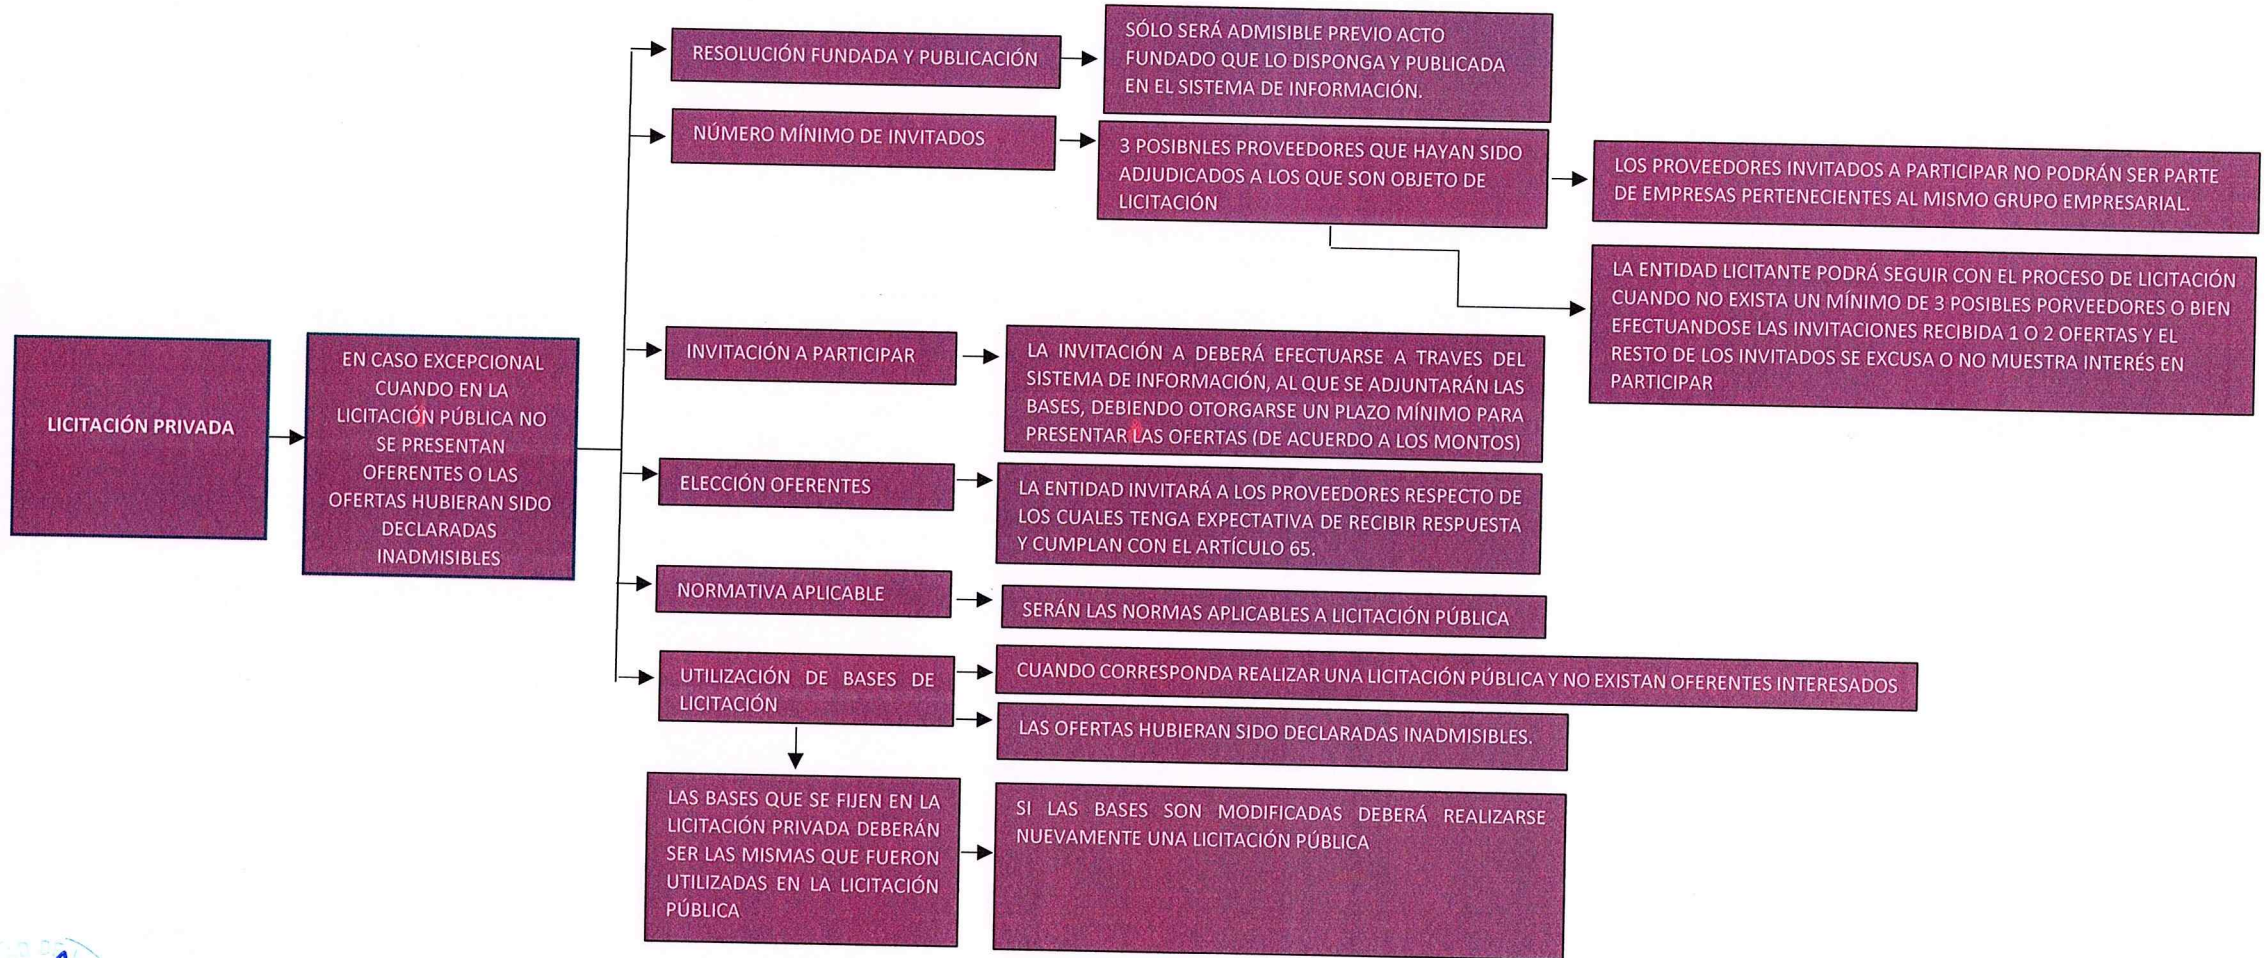 LICITACIÓN PRIVADA
EN CASO EXCEPCIONAL
CUANDO EN LA
LICITACIÓN PÚBLICA NO
SE PRESENTAN
OFERENTES O LAS
OFERTAS HUBIERAN SIDO
DECLARADAS
INADMISIBLES
RESOLUCIÓN FUNDADA Y PUBLICACIÓN
SÓLO SERÁ ADMISIBLE PREVIO ACTO
FUNDADO QUE LO DISPONGA Y PUBLICADA
EN EL SISTEMA DE INFORMACIÓN.
NÚMERO MÍNIMO DE INVITADOS
3 POSIBNLES PROVEEDORES QUE HAYAN SIDO
ADJUDICADOS A LOS QUE SON OBJETO DE
LICITACIÓN
LOS PROVEEDORES INVITADOS A PARTICIPAR NO PODRÁN SER PARTE
DE EMPRESAS PERTENECIENTES AL MISMO GRUPO EMPRESARIAL.
LA ENTIDAD LICITANTE PODRÁ SEGUIR CON EL PROCESO DE LICITACIÓN
CUANDO NO EXISTA UN MÍNIMO DE 3 POSIBLES PORVEEDORES O BIEN
EFECTUANDOSE LAS INVITACIONES RECIBIDA 1 O 2 OFERTAS Y EL
RESTO DE LOS INVITADOS SE EXCUSA O NO MUESTRA INTERÉS EN
PARTICIPAR
INVITACIÓN A PARTICIPAR
LA INVITACIÓN A DEBERÁ EFECTUARSE A TRAVES DEL
SISTEMA DE INFORMACIÓN, AL QUE SE ADJUNTARÁN LAS
BASES, DEBIENDO OTORGARSE UN PLAZO MÍNIMO PARA
PRESENTAR LAS OFERTAS (DE ACUERDO A LOS MONTOS)
ELECCIÓN OFERENTES
LA ENTIDAD INVITARÁ A LOS PROVEEDORES RESPECTO DE
LOS CUALES TENGA EXPECTATIVA DE RECIBIR RESPUESTA
Y CUMPLAN CON EL ARTÍCULO 65.
NORMATIVA APLICABLE
SERÁN LAS NORMAS APLICABLES A LICITACIÓN PÚBLICA
UTILIZACIÓN DE BASES DE
LICITACIÓN
CUANDO CORRESPONDA REALIZAR UNA LICITACIÓN PÚBLICA Y NO EXISTAN OFERENTES INTERESADOS
LAS OFERTAS HUBIERAN SIDO DECLARADAS INADMISIBLES.
LAS BASES QUE SE FIJEN EN LA
LICITACIÓN PRIVADA DEBERÁN
SER LAS MISMAS QUE FUERON
UTILIZADAS EN LA LICITACIÓN
PÚBLICA
SI LAS BASES SON MODIFICADAS DEBERÁ REALIZARSE
NUEVAMENTE UNA LICITACIÓN PÚBLICA